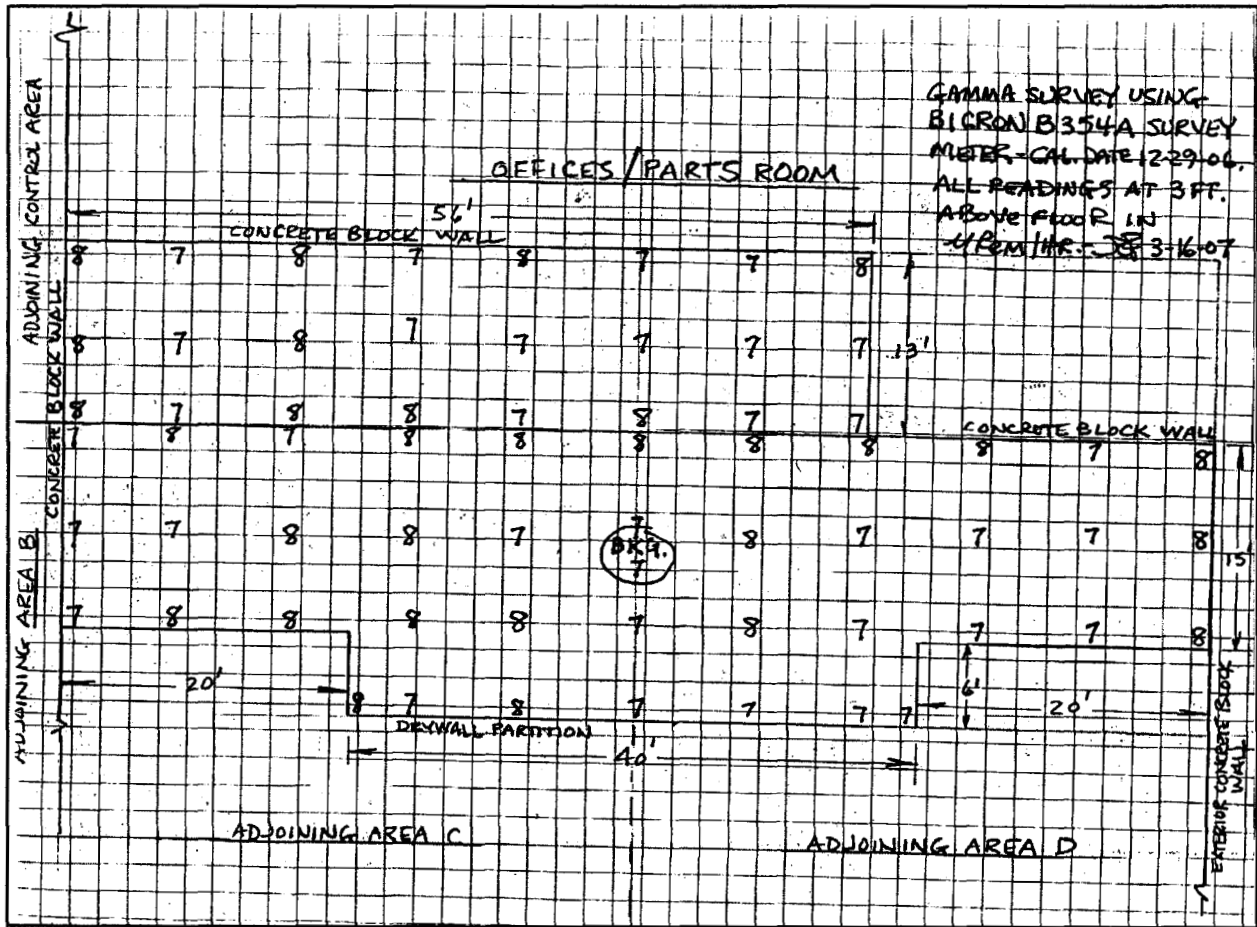 GAMMA SURVEY USING
BICRON B354A SURVEY
METER - CAL. DATE 12-29-06.
ALL READINGS AT 3 FT.
ABOVE FLOOR IN
μREM/HR. 3-16-07
OFFICES/PARTS ROOM
ADJOINING CONTROL AREA
CONCRETE BLOCK WALL
56'
CONCRETE BLOCK WALL
8 7 8 7 8 7 7 8
8 7 8 7 7 7 7 7 13'
8 7 8 8 7 8 7 7
CONCRETE BLOCK WALL
7 8 7 8 8 8 8 8 8 7 8
ADJOINING AREA B
7 7 8 8 7 7 8 7 7 7 8
BKG.
7
15'
7 8 8 8 8 7 8 7 7 7 8
20'
6'
20'
8 7 8 7 7 7 7
DRYWALL PARTITION
40'
EXTERIOR CONCRETE BLOCK
WALL
ADJOINING AREA C
ADJOINING AREA D